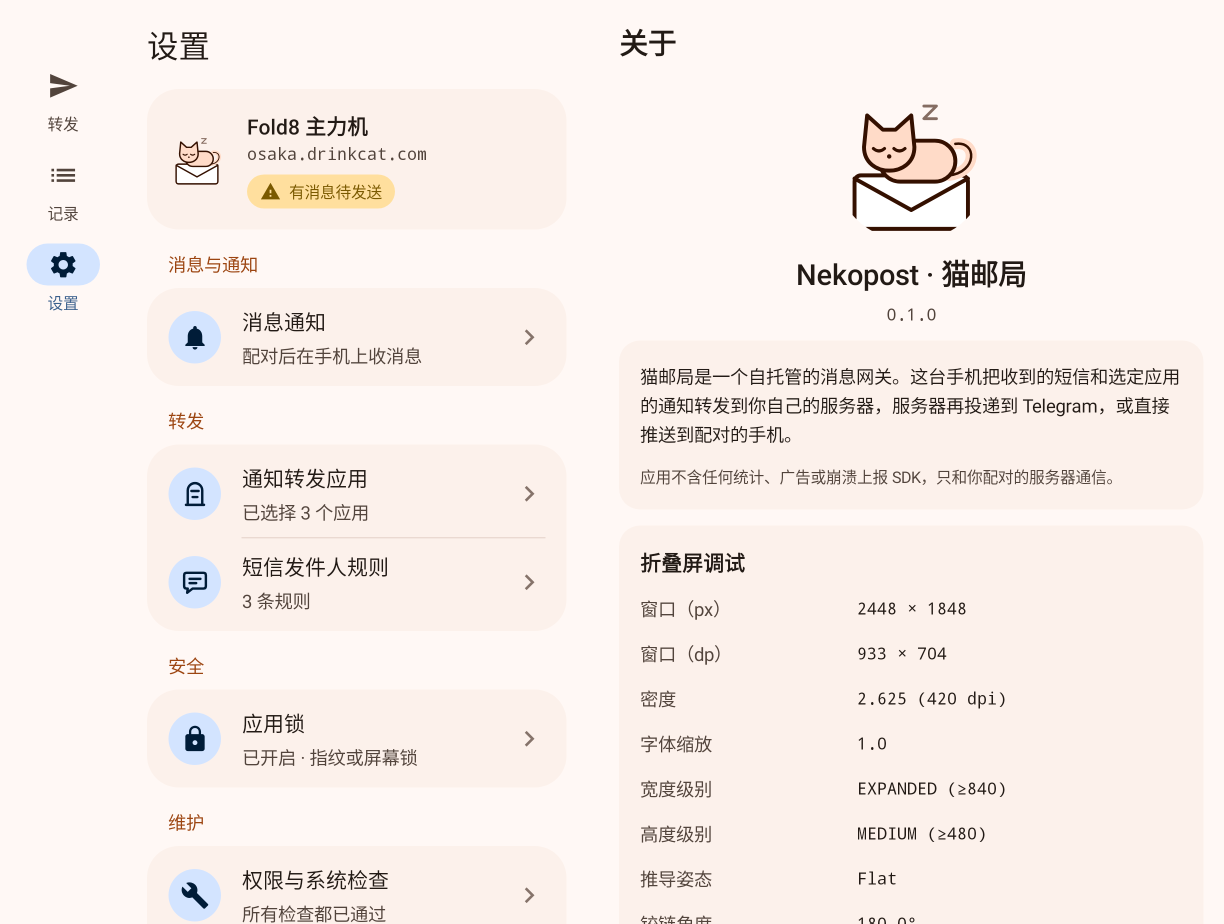 转发
记录
设置
设置
Fold8 主力机
osaka.drinkcat.com
有消息待发送
消息与通知
消息通知
配对后在手机上收消息
转发
通知转发应用
已选择 3 个应用
短信发件人规则
3 条规则
安全
应用锁
已开启 · 指纹或屏幕锁
维护
权限与系统检查
所有检查都已通过
关于
z
Z
Nekopost · 猫邮局
0.1.0
猫邮局是一个自托管的消息网关。这台手机把收到的短信和选定应用
的通知转发到你自己的服务器，服务器再投递到 Telegram，或直接
推送到配对的手机。
应用不含任何统计、广告或崩溃上报 SDK，只和你配对的服务器通信。
折叠屏调试
窗口（px） 2448 × 1848
窗口（dp） 933 × 704
密度 2.625 (420 dpi)
字体缩放 1.0
宽度级别 EXPANDED (≥840)
高度级别 MEDIUM (≥480)
推导姿态 Flat
铰链角度 180.0°